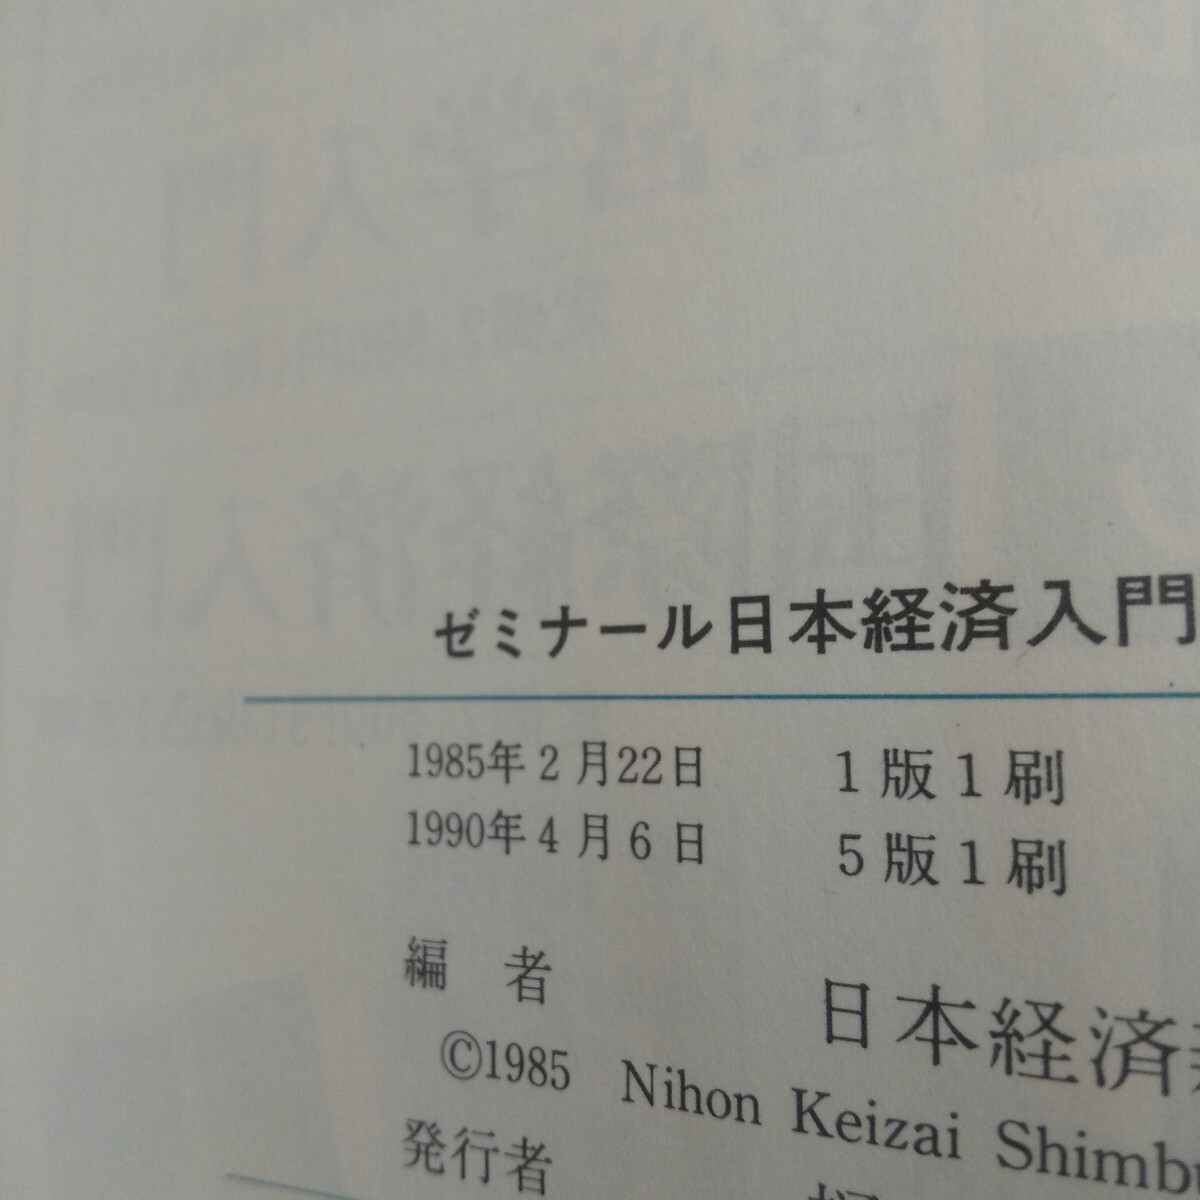 ゼミナール日本経済入門
1985年2月22日 1版1刷
1990年4月6日 5版1刷
編 者 日本経済
©1985 Nihon Keizai Shimbu
発行者